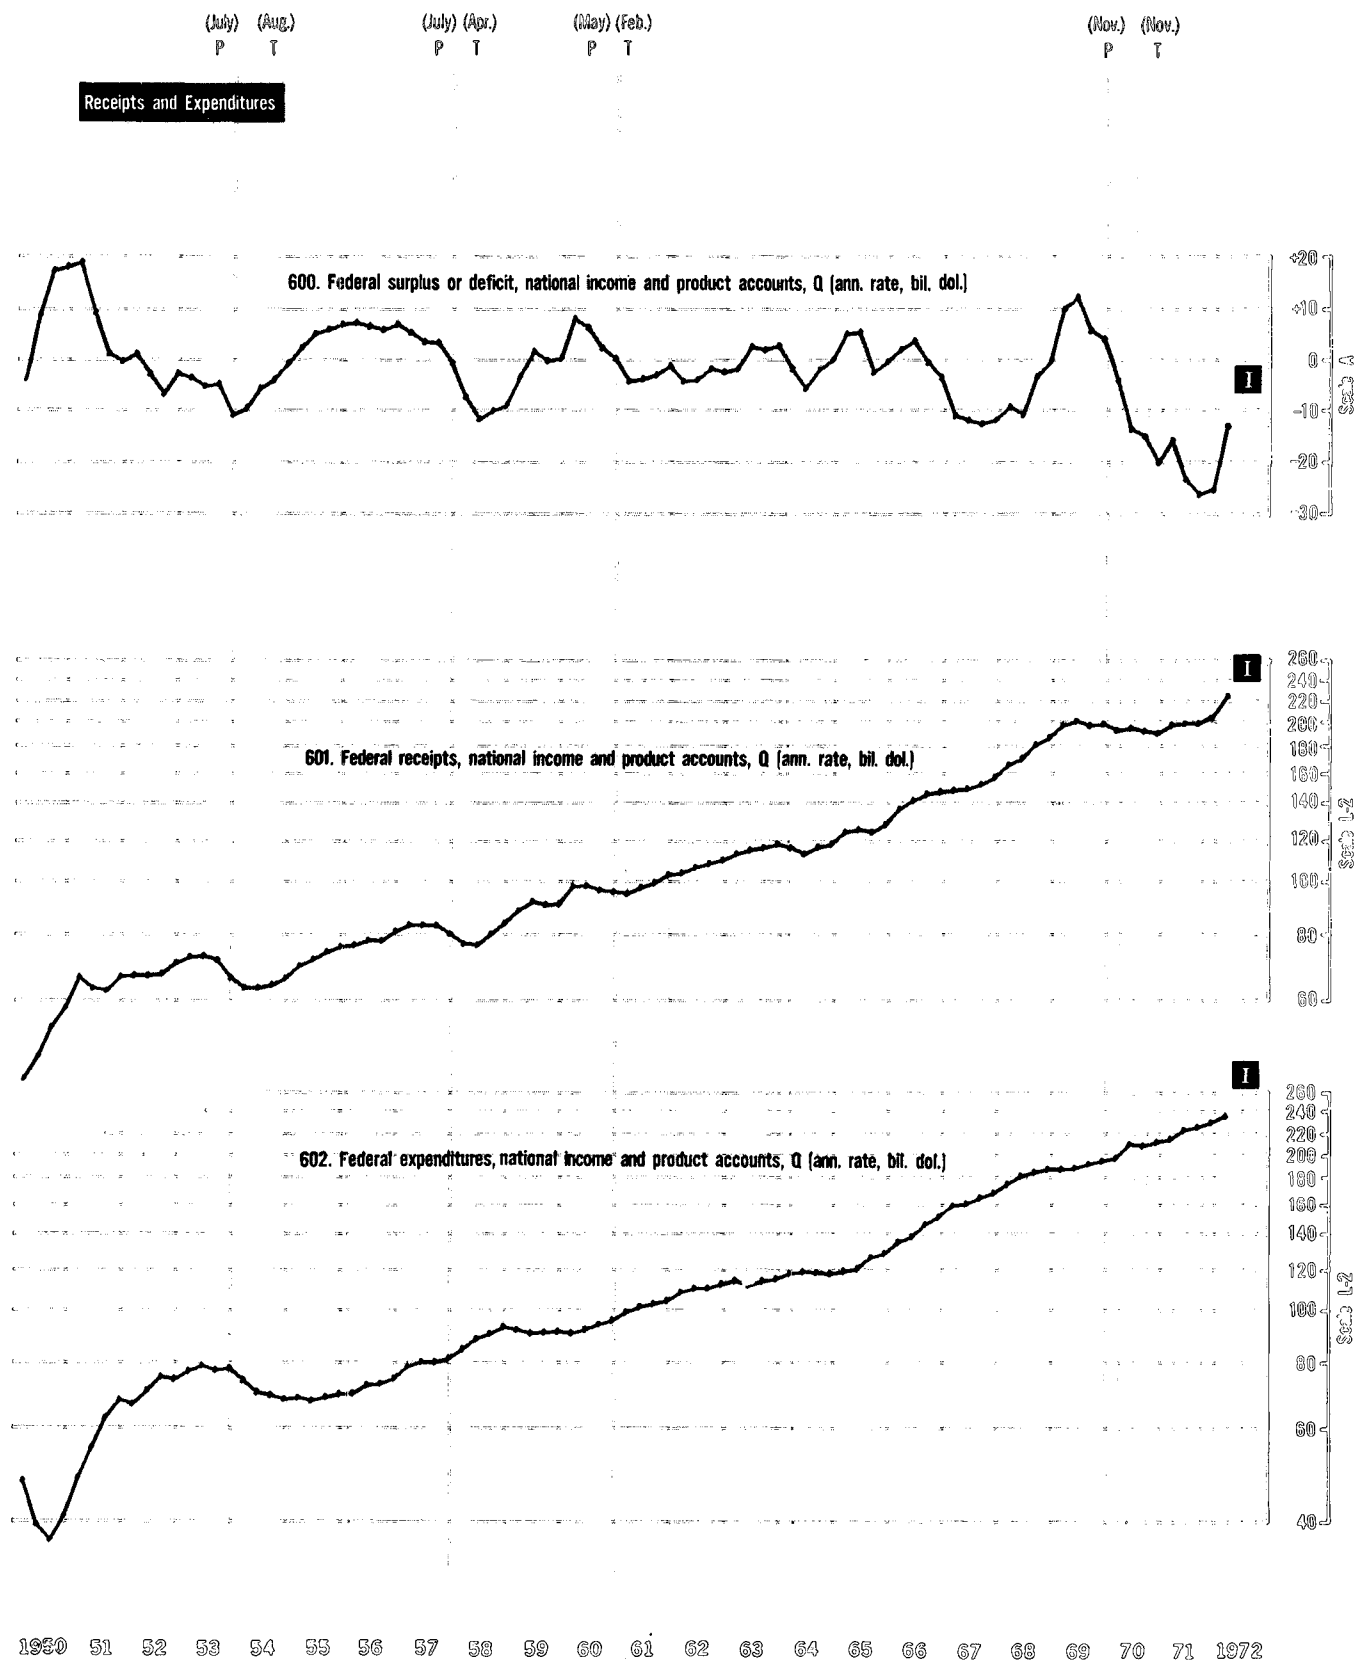 (July) (Aug.) (July) (Apr.) (May) (Feb.) (Nov.) (Nov.)
P T P T P T P T
Receipts and Expenditures
600. Federal surplus or deficit, national income and product accounts, Q (ann. rate, bil. dol.)
+20
+10
0
-10
-20
-30
Scale A
I
601. Federal receipts, national income and product accounts, Q (ann. rate, bil. dol.)
I
260
240
220
200
180
160
140
120
100
80
60
Scale L-2
602. Federal expenditures, national income and product accounts, Q (ann. rate, bil. dol.)
I
260
240
220
200
180
160
140
120
100
80
60
40
Scale L-2
1950 51 52 53 54 55 56 57 58 59 60 61 62 63 64 65 66 67 68 69 70 71 1972